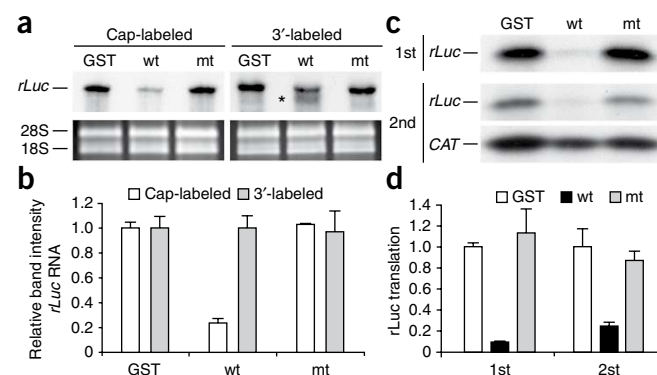 a
Cap-labeled 3′-labeled
GST wt mt GST wt mt
rLuc
*
28S
18S
b
Cap-labeled 3′-labeled
Relative band intensity
rLuc RNA
1.2
1.0
0.8
0.6
0.4
0.2
0
GST wt mt
c
GST wt mt
1st rLuc
rLuc
2nd
CAT
d
GST wt mt
rLuc translation
1.4
1.2
1.0
0.8
0.6
0.4
0.2
0
1st 2st